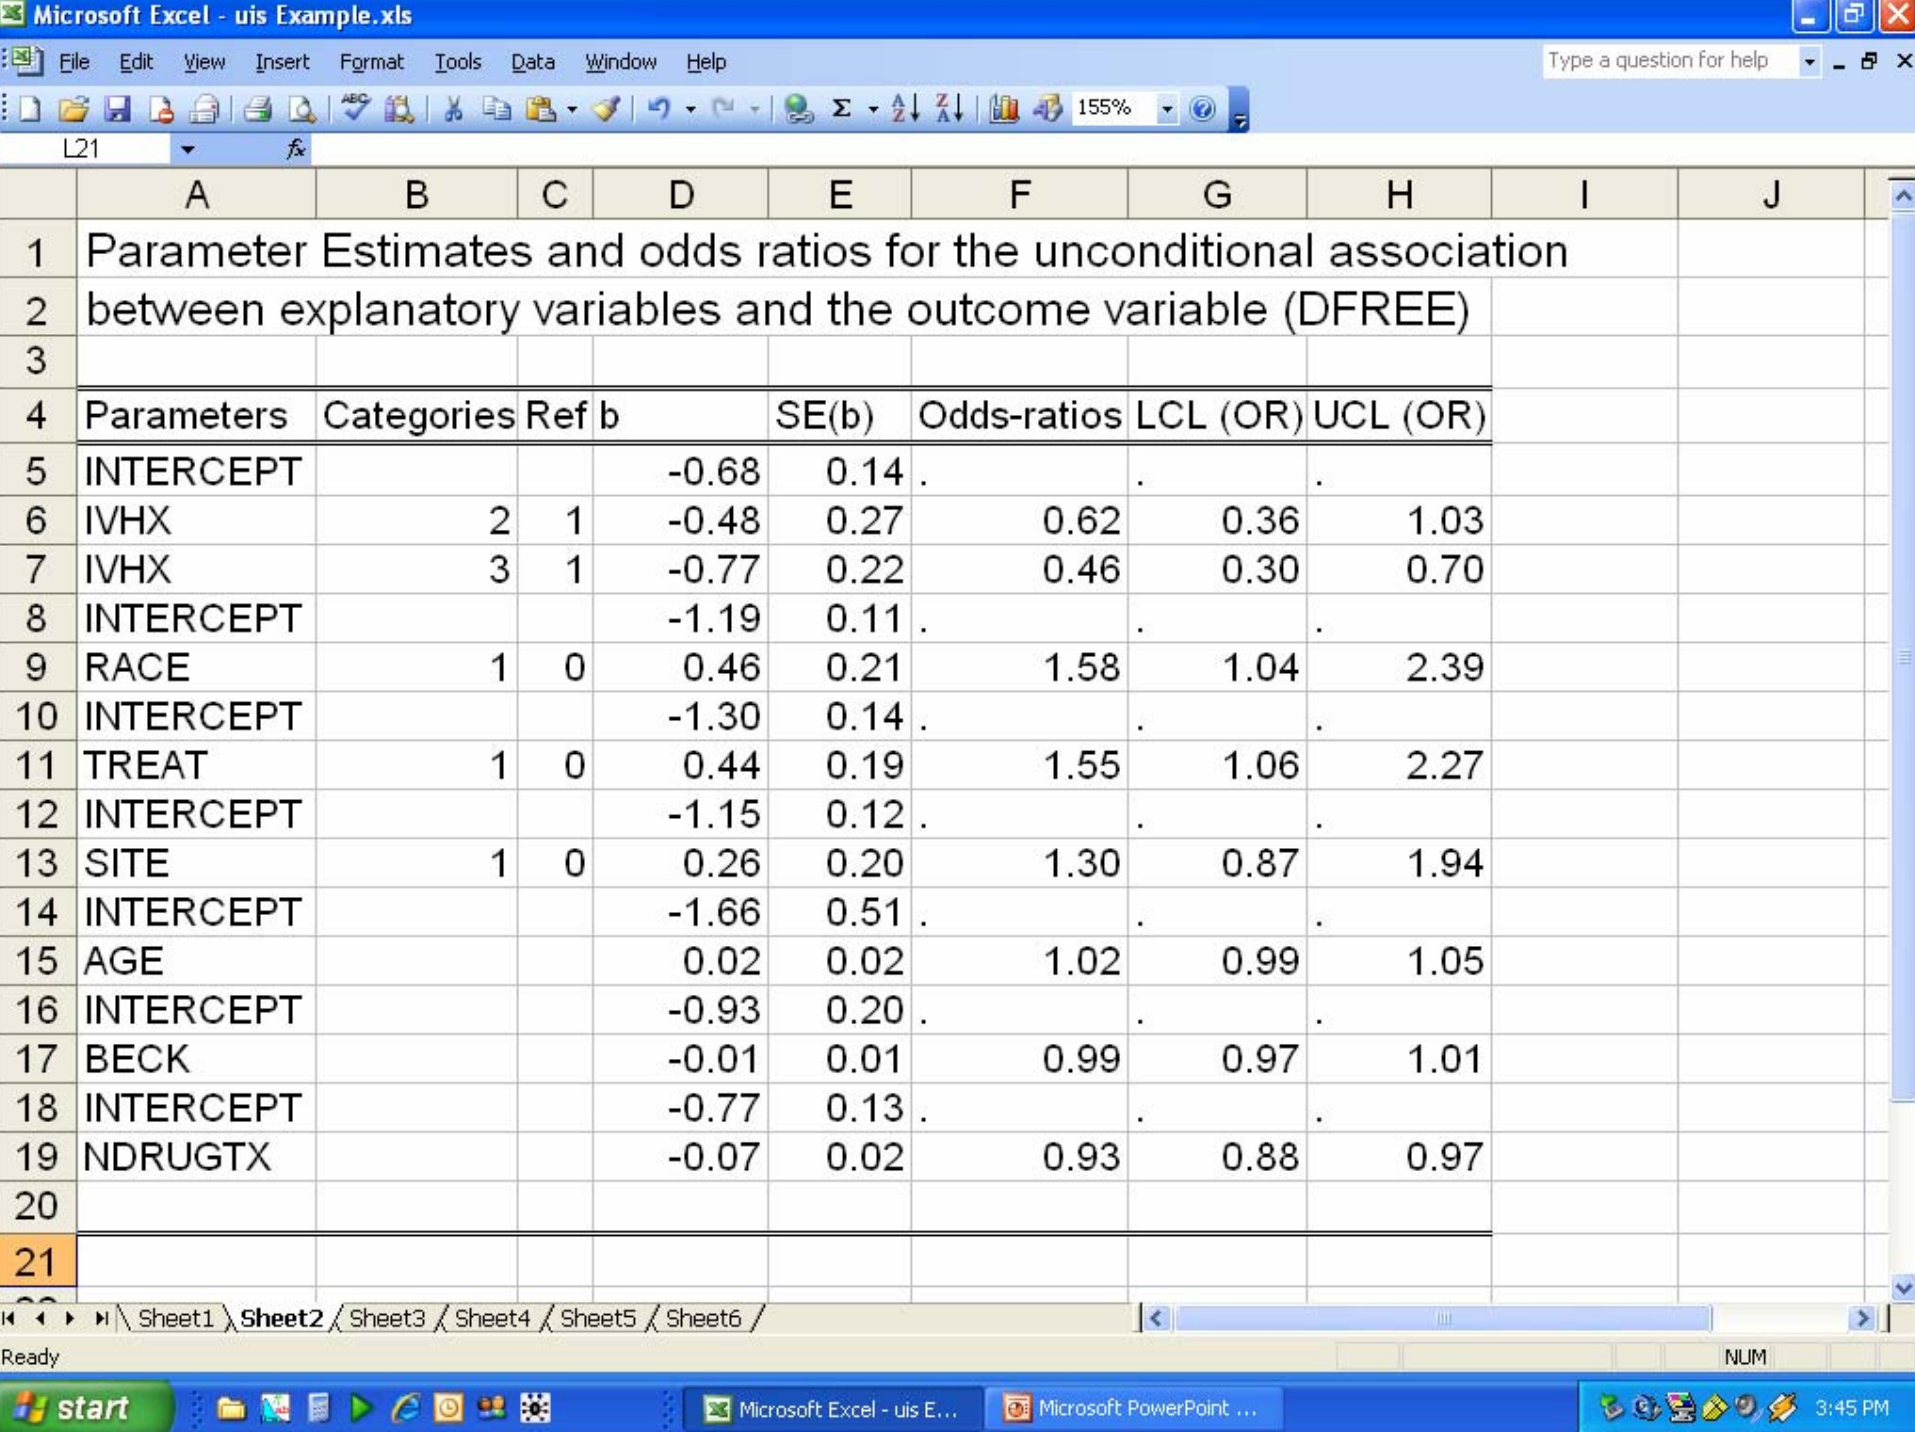 Microsoft Excel - uis Example.xls
File Edit View Insert Format Tools Data Window Help Type a question for help
ABC Σ A Z Z A 155%
L21 fx
A B C D E F G H I J
1 Parameter Estimates and odds ratios for the unconditional association
2 between explanatory variables and the outcome variable (DFREE)
3
4 Parameters Categories Ref b SE(b) Odds-ratios LCL (OR) UCL (OR)
5 INTERCEPT -0.68 0.14 . . .
6 IVHX 2 1 -0.48 0.27 0.62 0.36 1.03
7 IVHX 3 1 -0.77 0.22 0.46 0.30 0.70
8 INTERCEPT -1.19 0.11 . . .
9 RACE 1 0 0.46 0.21 1.58 1.04 2.39
10 INTERCEPT -1.30 0.14 . . .
11 TREAT 1 0 0.44 0.19 1.55 1.06 2.27
12 INTERCEPT -1.15 0.12 . . .
13 SITE 1 0 0.26 0.20 1.30 0.87 1.94
14 INTERCEPT -1.66 0.51 . . .
15 AGE 0.02 0.02 1.02 0.99 1.05
16 INTERCEPT -0.93 0.20 . . .
17 BECK -0.01 0.01 0.99 0.97 1.01
18 INTERCEPT -0.77 0.13 . . .
19 NDRUGTX -0.07 0.02 0.93 0.88 0.97
20
21
Sheet1 Sheet2 Sheet3 Sheet4 Sheet5 Sheet6
Ready NUM
start Microsoft Excel - uis E... Microsoft PowerPoint ... 3:45 PM